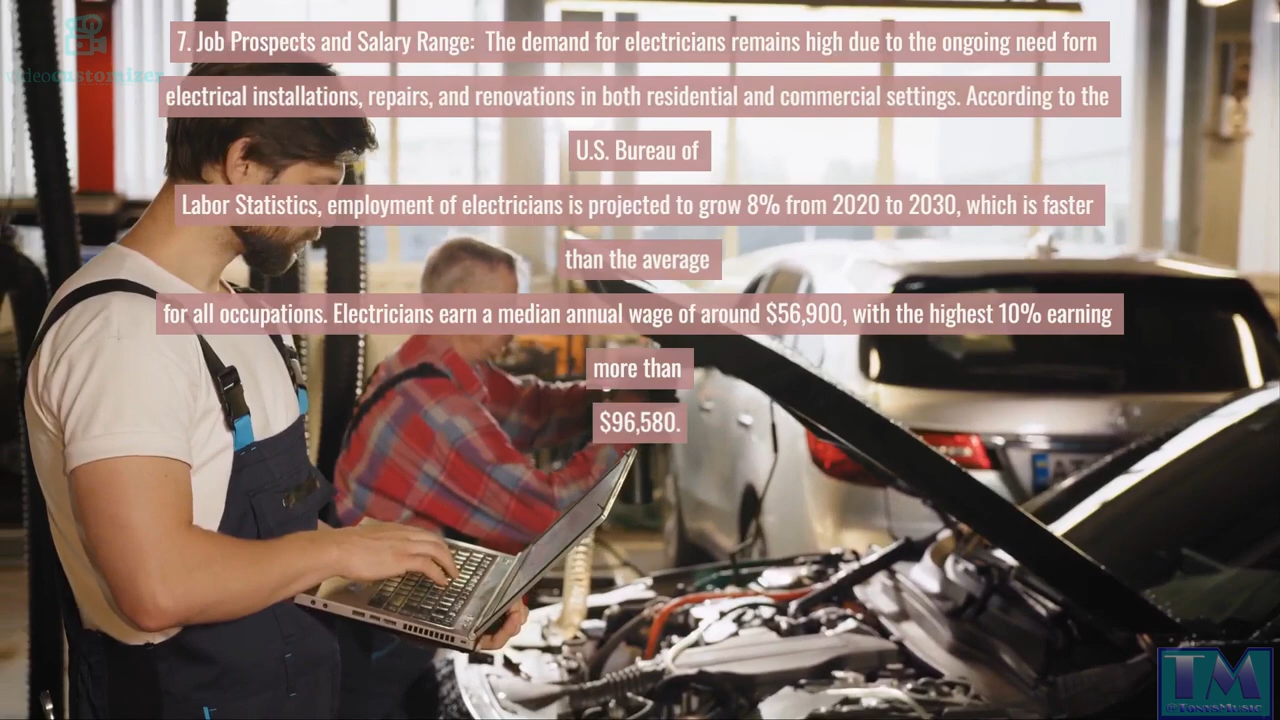 7. Job Prospects and Salary Range: The demand for electricians remains high due to the ongoing need forn
electrical installations, repairs, and renovations in both residential and commercial settings. According to the
U.S. Bureau of
Labor Statistics, employment of electricians is projected to grow 8% from 2020 to 2030, which is faster
than the average
for all occupations. Electricians earn a median annual wage of around $56,900, with the highest 10% earning
more than
$96,580.
videocustomizer
TM
@TonysMusic